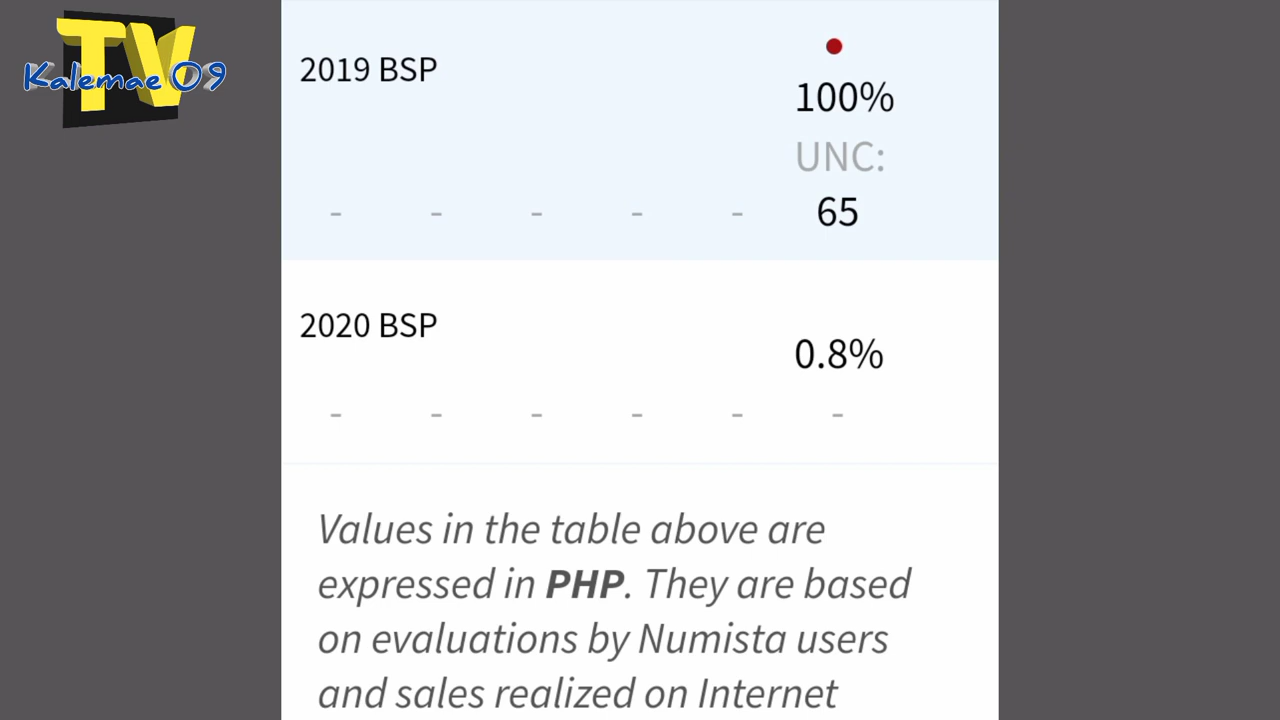 TV
Kalemae 09
2019 BSP
100%
UNC:
- - - - - 65
2020 BSP
0.8%
- - - - - -
Values in the table above are
expressed in PHP. They are based
on evaluations by Numista users
and sales realized on Internet